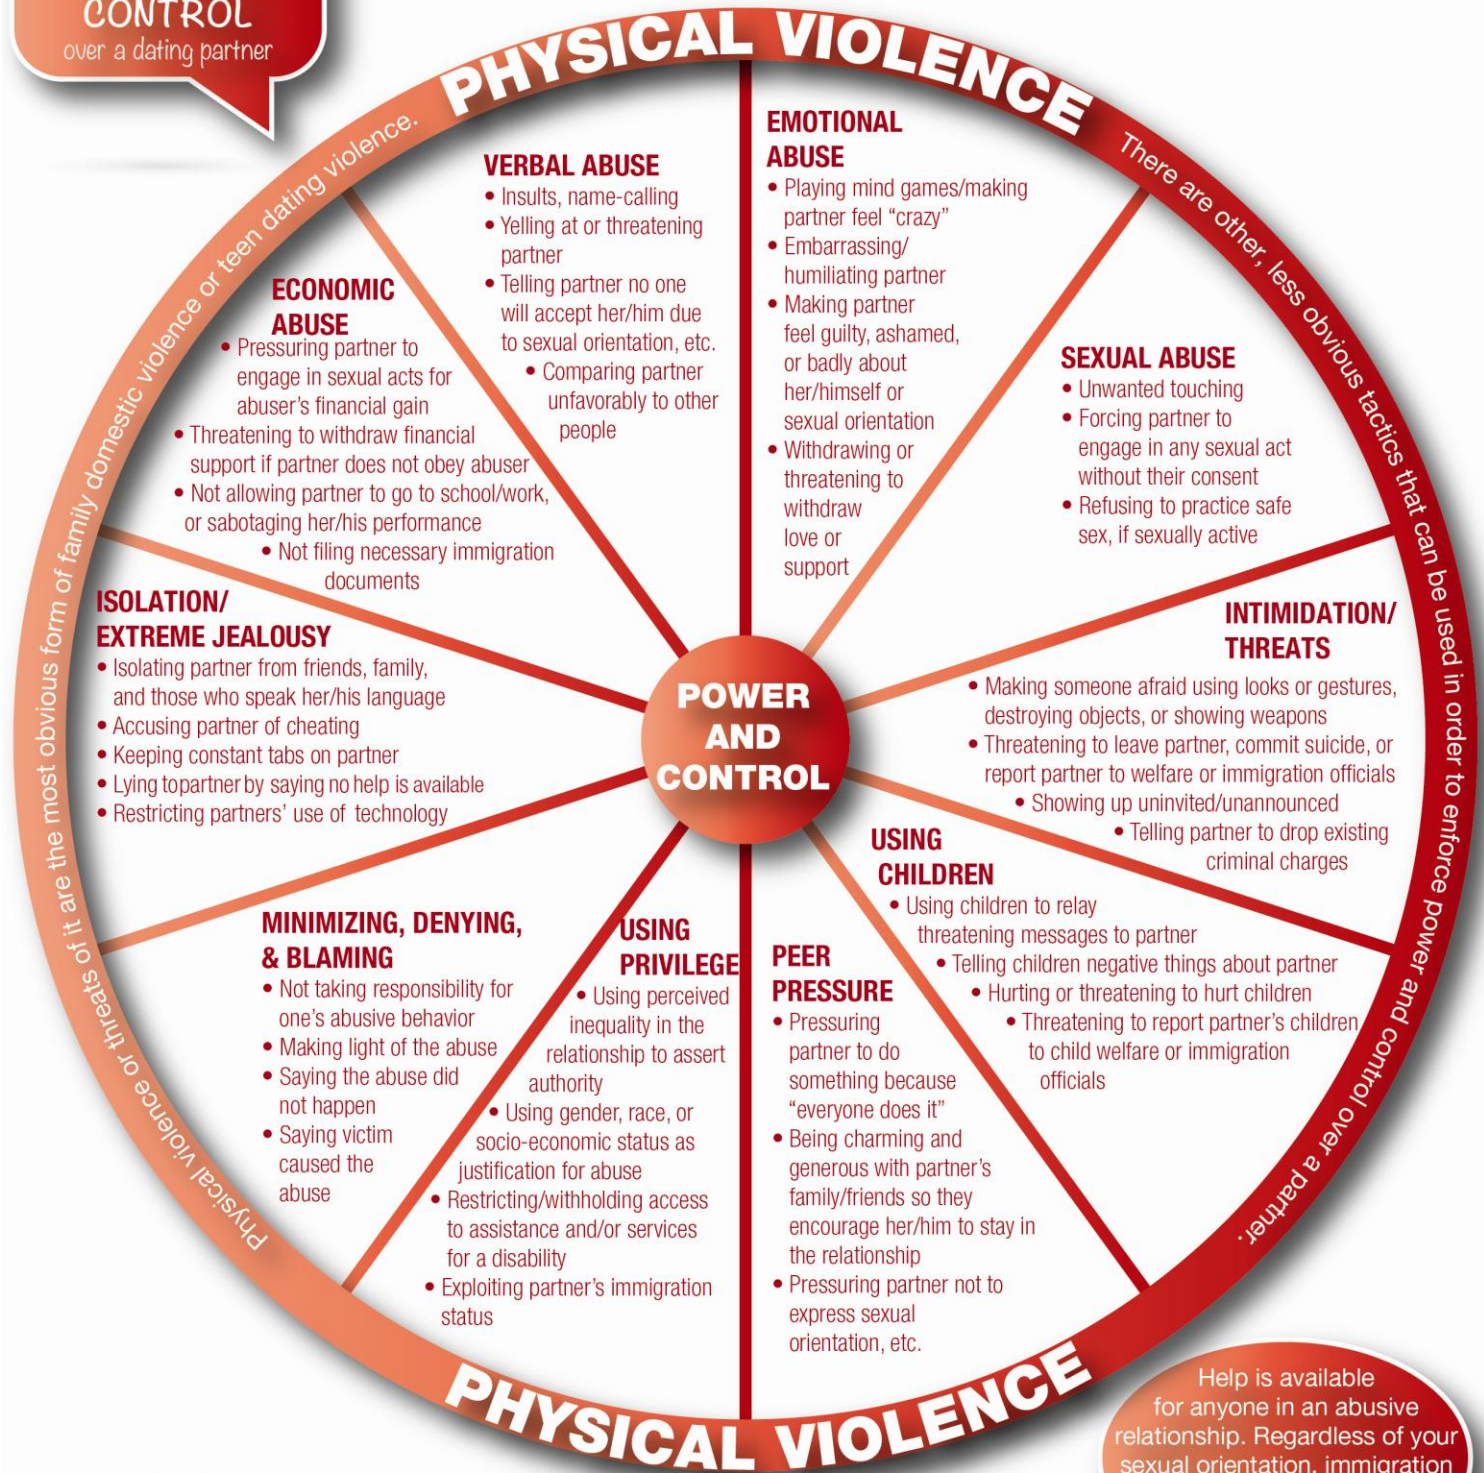 CONTROL
over a dating partner
PHYSICAL VIOLENCE
Physical violence or threats of it are the most obvious form of family domestic violence or teen dating violence.
There are other, less obvious tactics that can be used in order to enforce power and control over a partner.
VERBAL ABUSE
• Insults, name-calling
• Yelling at or threatening
partner
• Telling partner no one
will accept her/him due
to sexual orientation, etc.
• Comparing partner
unfavorably to other
people
EMOTIONAL
ABUSE
• Playing mind games/making
partner feel “crazy”
• Embarrassing/
humiliating partner
• Making partner
feel guilty, ashamed,
or badly about
her/himself or
sexual orientation
• Withdrawing or
threatening to
withdraw
love or
support
ECONOMIC
ABUSE
• Pressuring partner to
engage in sexual acts for
abuser’s financial gain
• Threatening to withdraw financial
support if partner does not obey abuser
• Not allowing partner to go to school/work,
or sabotaging her/his performance
• Not filing necessary immigration
documents
SEXUAL ABUSE
• Unwanted touching
• Forcing partner to
engage in any sexual act
without their consent
• Refusing to practice safe
sex, if sexually active
ISOLATION/
EXTREME JEALOUSY
• Isolating partner from friends, family,
and those who speak her/his language
• Accusing partner of cheating
• Keeping constant tabs on partner
• Lying topartner by saying no help is available
• Restricting partners’ use of technology
POWER
AND
CONTROL
INTIMIDATION/
THREATS
• Making someone afraid using looks or gestures,
destroying objects, or showing weapons
• Threatening to leave partner, commit suicide, or
report partner to welfare or immigration officials
• Showing up uninvited/unannounced
• Telling partner to drop existing
criminal charges
MINIMIZING, DENYING,
& BLAMING
• Not taking responsibility for
one’s abusive behavior
• Making light of the abuse
• Saying the abuse did
not happen
• Saying victim
caused the
abuse
USING
PRIVILEGE
• Using perceived
inequality in the
relationship to assert
authority
• Using gender, race, or
socio-economic status as
justification for abuse
• Restricting/withholding access
to assistance and/or services
for a disability
• Exploiting partner’s immigration
status
PEER
PRESSURE
• Pressuring
partner to do
something because
“everyone does it”
• Being charming and
generous with partner’s
family/friends so they
encourage her/him to stay in
the relationship
• Pressuring partner not to
express sexual
orientation, etc.
USING
CHILDREN
• Using children to relay
threatening messages to partner
• Telling children negative things about partner
• Hurting or threatening to hurt children
• Threatening to report partner’s children
to child welfare or immigration
officials
PHYSICAL VIOLENCE
Help is available
for anyone in an abusive
relationship. Regardless of your
sexual orientation, immigration